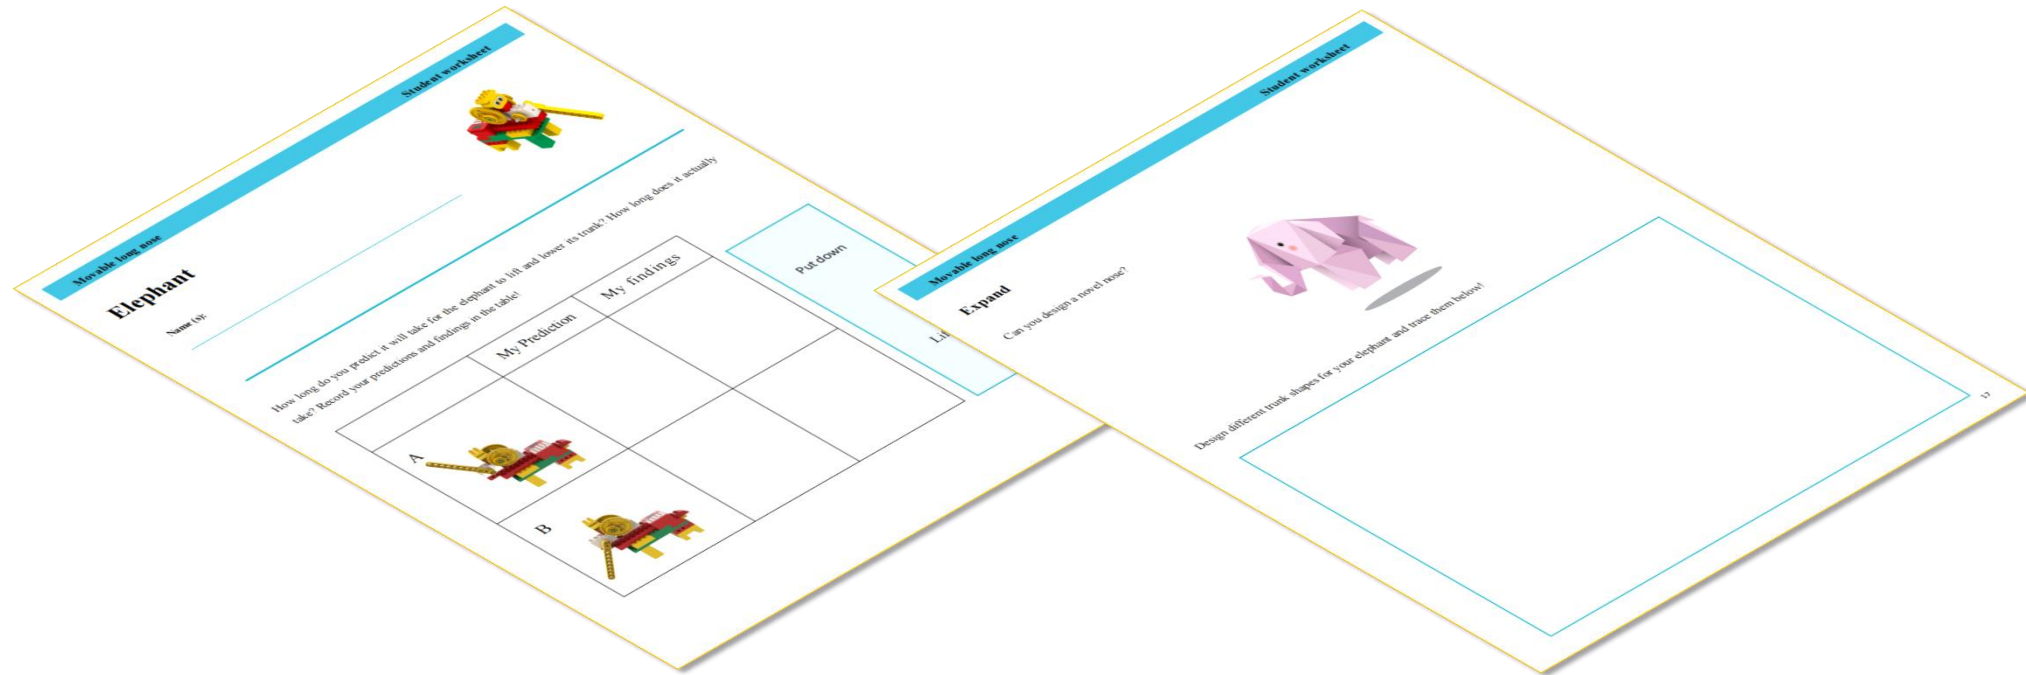 Movable long nose
Student worksheet
Elephant
Name (s):
How long do you predict it will take for the elephant to lift and lower its trunk? How long does it actually
take? Record your predictions and findings in the table!
My Prediction
My findings
A
B
Put down
Movable long nose
Student worksheet
Expand
Can you design a novel nose?
Design different trunk shapes for your elephant and trace them below!
17